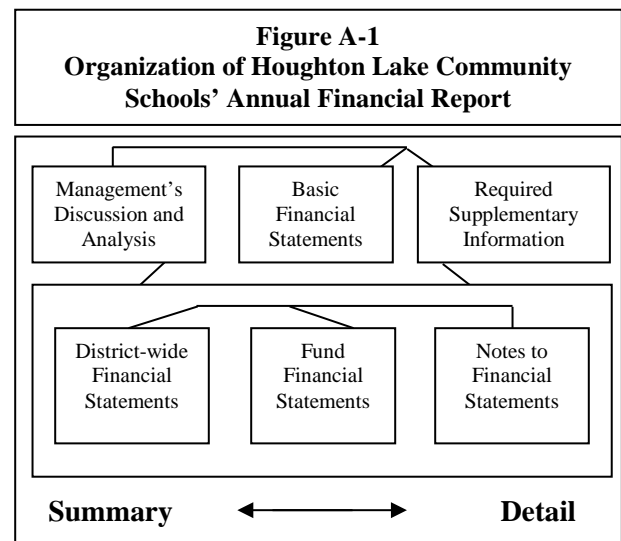 Figure A-1
Organization of Houghton Lake Community
Schools' Annual Financial Report
Management's
Discussion and
Analysis
Basic
Financial
Statements
Required
Supplementary
Information
District-wide
Financial
Statements
Fund
Financial
Statements
Notes to
Financial
Statements
Summary
Detail